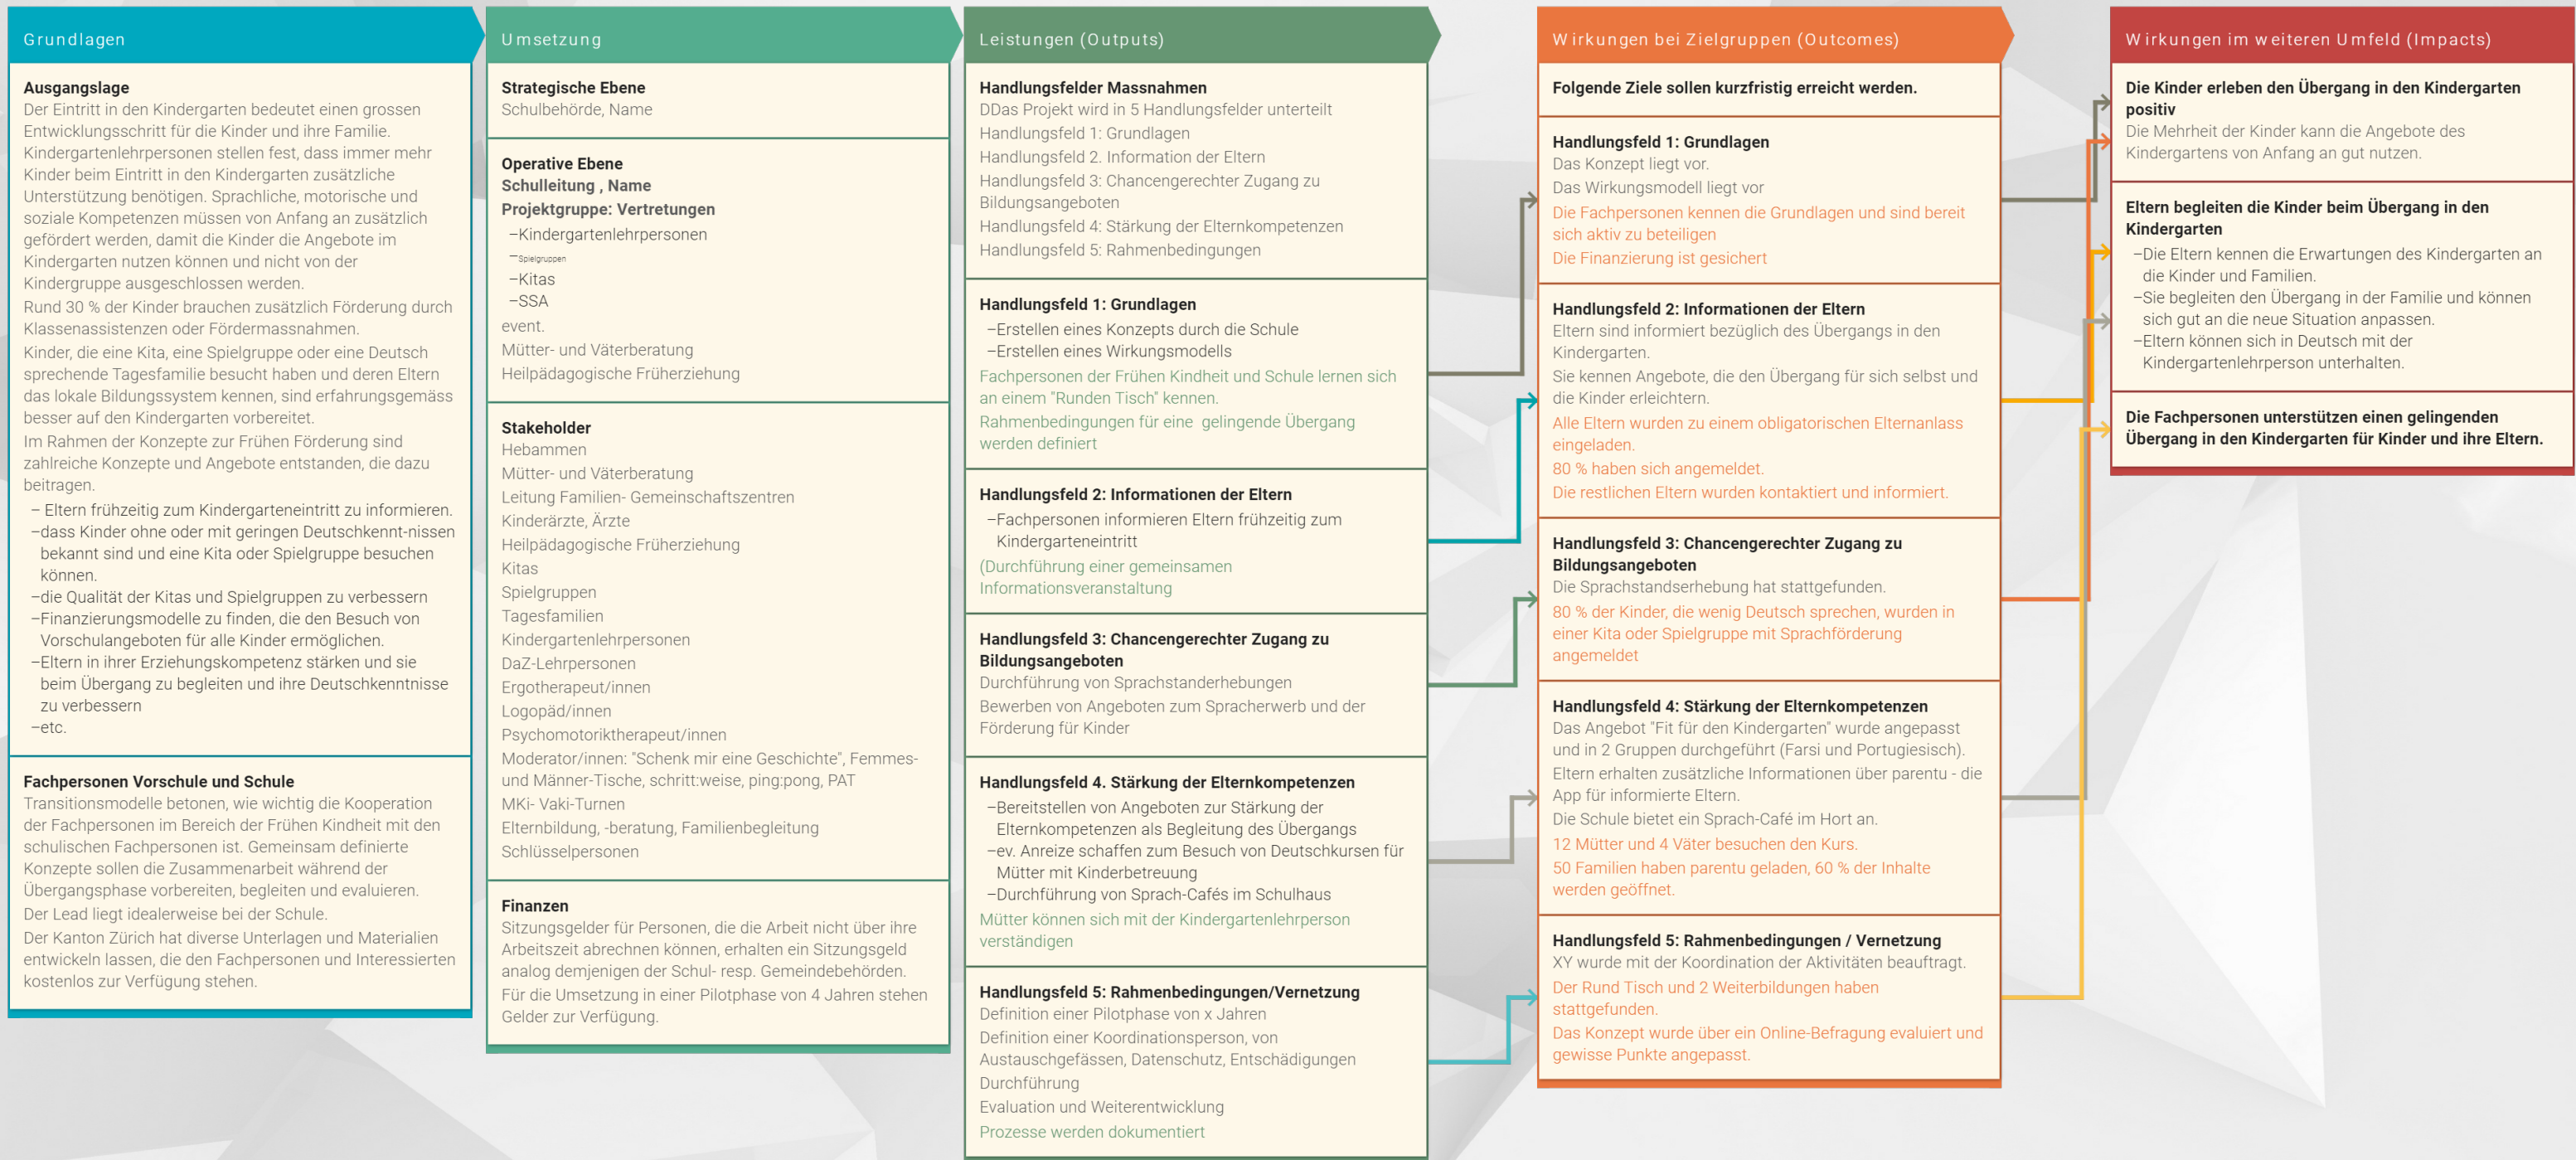 Grundlagen
Ausgangslage
Der Eintritt in den Kindergarten bedeutet einen grossen
Entwicklungsschritt für die Kinder und ihre Familie.
Kindergartenlehrpersonen stellen fest, dass immer mehr
Kinder beim Eintritt in den Kindergarten zusätzliche
Unterstützung benötigen. Sprachliche, motorische und
soziale Kompetenzen müssen von Anfang an zusätzlich
gefördert werden, damit die Kinder die Angebote im
Kindergarten nutzen können und nicht von der
Kindergruppe ausgeschlossen werden.
Rund 30 % der Kinder brauchen zusätzlich Förderung durch
Klassenassistenzen oder Fördermassnahmen.
Kinder, die eine Kita, eine Spielgruppe oder eine Deutsch
sprechende Tagesfamilie besucht haben und deren Eltern
das lokale Bildungssystem kennen, sind erfahrungsgemäss
besser auf den Kindergarten vorbereitet.
Im Rahmen der Konzepte zur Frühen Förderung sind
zahlreiche Konzepte und Angebote entstanden, die dazu
beitragen.
– Eltern frühzeitig zum Kindergarteneintritt zu informieren.
–dass Kinder ohne oder mit geringen Deutschkennt-nissen
bekannt sind und eine Kita oder Spielgruppe besuchen
können.
–die Qualität der Kitas und Spielgruppen zu verbessern
–Finanzierungsmodelle zu finden, die den Besuch von
Vorschulangeboten für alle Kinder ermöglichen.
–Eltern in ihrer Erziehungskompetenz stärken und sie
beim Übergang zu begleiten und ihre Deutschkenntnisse
zu verbessern
–etc.
Fachpersonen Vorschule und Schule
Transitionsmodelle betonen, wie wichtig die Kooperation
der Fachpersonen im Bereich der Frühen Kindheit mit den
schulischen Fachpersonen ist. Gemeinsam definierte
Konzepte sollen die Zusammenarbeit während der
Übergangsphase vorbereiten, begleiten und evaluieren.
Der Lead liegt idealerweise bei der Schule.
Der Kanton Zürich hat diverse Unterlagen und Materialien
entwickeln lassen, die den Fachpersonen und Interessierten
kostenlos zur Verfügung stehen.
Umsetzung
Strategische Ebene
Schulbehörde, Name
Operative Ebene
Schulleitung , Name
Projektgruppe: Vertretungen
–Kindergartenlehrpersonen
–Spielgruppen
–Kitas
–SSA
event.
Mütter- und Väterberatung
Heilpädagogische Früherziehung
Stakeholder
Hebammen
Mütter- und Väterberatung
Leitung Familien- Gemeinschaftszentren
Kinderärzte, Ärzte
Heilpädagogische Früherziehung
Kitas
Spielgruppen
Tagesfamilien
Kindergartenlehrpersonen
DaZ-Lehrpersonen
Ergotherapeut/innen
Logopäd/innen
Psychomotoriktherapeut/innen
Moderator/innen: "Schenk mir eine Geschichte", Femmes-
und Männer-Tische, schritt:weise, ping:pong, PAT
MKi- Vaki-Turnen
Elternbildung, -beratung, Familienbegleitung
Schlüsselpersonen
Finanzen
Sitzungsgelder für Personen, die die Arbeit nicht über ihre
Arbeitszeit abrechnen können, erhalten ein Sitzungsgeld
analog demjenigen der Schul- resp. Gemeindebehörden.
Für die Umsetzung in einer Pilotphase von 4 Jahren stehen
Gelder zur Verfügung.
Leistungen (Outputs)
Handlungsfelder Massnahmen
DDas Projekt wird in 5 Handlungsfelder unterteilt
Handlungsfeld 1: Grundlagen
Handlungsfeld 2. Information der Eltern
Handlungsfeld 3: Chancengerechter Zugang zu
Bildungsangeboten
Handlungsfeld 4: Stärkung der Elternkompetenzen
Handlungsfeld 5: Rahmenbedingungen
Handlungsfeld 1: Grundlagen
–Erstellen eines Konzepts durch die Schule
–Erstellen eines Wirkungsmodells
Fachpersonen der Frühen Kindheit und Schule lernen sich
an einem "Runden Tisch" kennen.
Rahmenbedingungen für eine  gelingende Übergang
werden definiert
Handlungsfeld 2: Informationen der Eltern
–Fachpersonen informieren Eltern frühzeitig zum
Kindergarteneintritt
(Durchführung einer gemeinsamen
Informationsveranstaltung
Handlungsfeld 3: Chancengerechter Zugang zu
Bildungsangeboten
Durchführung von Sprachstanderhebungen
Bewerben von Angeboten zum Spracherwerb und der
Förderung für Kinder
Handlungsfeld 4. Stärkung der Elternkompetenzen
–Bereitstellen von Angeboten zur Stärkung der
Elternkompetenzen als Begleitung des Übergangs
–ev. Anreize schaffen zum Besuch von Deutschkursen für
Mütter mit Kinderbetreuung
–Durchführung von Sprach-Cafés im Schulhaus
Mütter können sich mit der Kindergartenlehrperson
verständigen
Handlungsfeld 5: Rahmenbedingungen/Vernetzung
Definition einer Pilotphase von x Jahren
Definition einer Koordinationsperson, von
Austauschgefässen, Datenschutz, Entschädigungen
Durchführung
Evaluation und Weiterentwicklung
Prozesse werden dokumentiert
Wirkungen bei Zielgruppen (Outcomes)
Folgende Ziele sollen kurzfristig erreicht werden.
Handlungsfeld 1: Grundlagen
Das Konzept liegt vor.
Das Wirkungsmodell liegt vor
Die Fachpersonen kennen die Grundlagen und sind bereit
sich aktiv zu beteiligen
Die Finanzierung ist gesichert
Handlungsfeld 2: Informationen der Eltern
Eltern sind informiert bezüglich des Übergangs in den
Kindergarten.
Sie kennen Angebote, die den Übergang für sich selbst und
die Kinder erleichtern.
Alle Eltern wurden zu einem obligatorischen Elternanlass
eingeladen.
80 % haben sich angemeldet.
Die restlichen Eltern wurden kontaktiert und informiert.
Handlungsfeld 3: Chancengerechter Zugang zu
Bildungsangeboten
Die Sprachstandserhebung hat stattgefunden.
80 % der Kinder, die wenig Deutsch sprechen, wurden in
einer Kita oder Spielgruppe mit Sprachförderung
angemeldet
Handlungsfeld 4: Stärkung der Elternkompetenzen
Das Angebot "Fit für den Kindergarten" wurde angepasst
und in 2 Gruppen durchgeführt (Farsi und Portugiesisch).
Eltern erhalten zusätzliche Informationen über parentu - die
App für informierte Eltern.
Die Schule bietet ein Sprach-Café im Hort an.
12 Mütter und 4 Väter besuchen den Kurs.
50 Familien haben parentu geladen, 60 % der Inhalte
werden geöffnet.
Handlungsfeld 5: Rahmenbedingungen / Vernetzung
XY wurde mit der Koordination der Aktivitäten beauftragt.
Der Rund Tisch und 2 Weiterbildungen haben
stattgefunden.
Das Konzept wurde über ein Online-Befragung evaluiert und
gewisse Punkte angepasst.
Wirkungen im weiteren Umfeld (Impacts)
Die Kinder erleben den Übergang in den Kindergarten
positiv
Die Mehrheit der Kinder kann die Angebote des
Kindergartens von Anfang an gut nutzen.
Eltern begleiten die Kinder beim Übergang in den
Kindergarten
–Die Eltern kennen die Erwartungen des Kindergarten an
die Kinder und Familien.
–Sie begleiten den Übergang in der Familie und können
sich gut an die neue Situation anpassen.
–Eltern können sich in Deutsch mit der
Kindergartenlehrperson unterhalten.
Die Fachpersonen unterstützen einen gelingenden
Übergang in den Kindergarten für Kinder und ihre Eltern.